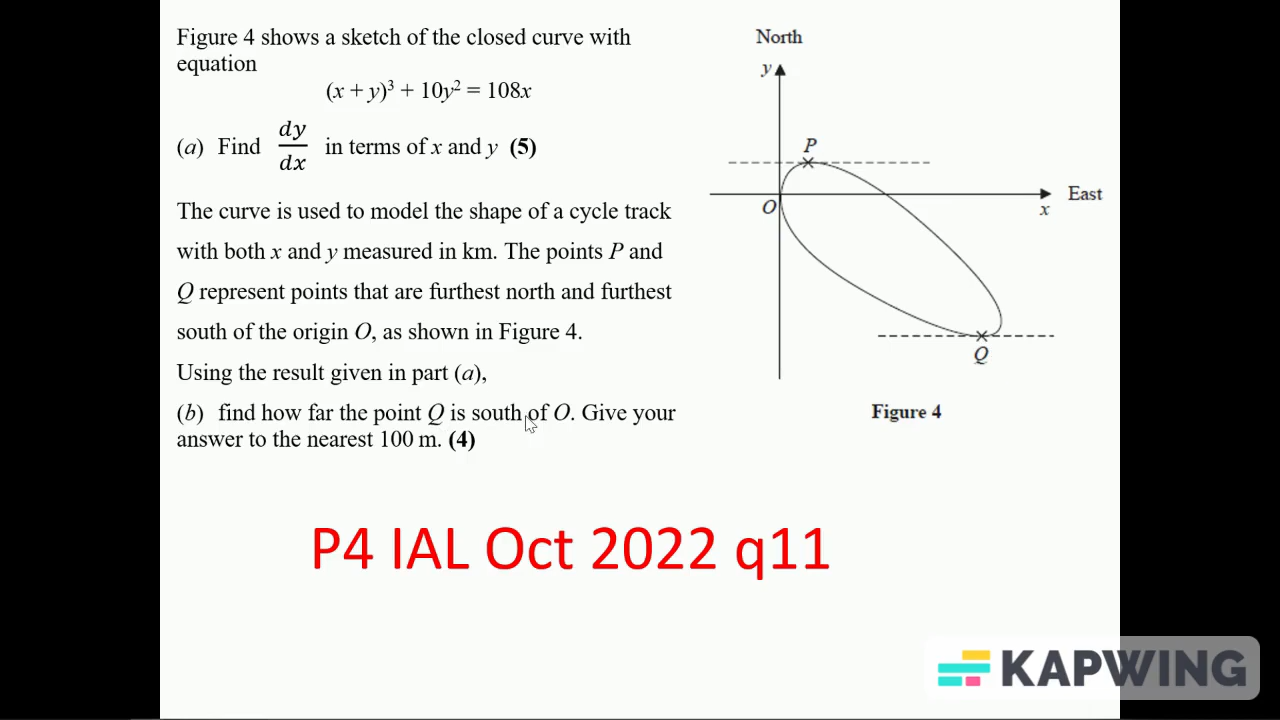 Figure 4 shows a sketch of the closed curve with
equation
(x + y)³ + 10y² = 108x
(a) Find dy/dx in terms of x and y (5)
The curve is used to model the shape of a cycle track
with both x and y measured in km. The points P and
Q represent points that are furthest north and furthest
south of the origin O, as shown in Figure 4.
Using the result given in part (a),
(b) find how far the point Q is south of O. Give your
answer to the nearest 100 m. (4)
North
y
P
O
East
x
Q
Figure 4
P4 IAL Oct 2022 q11
KAPWING